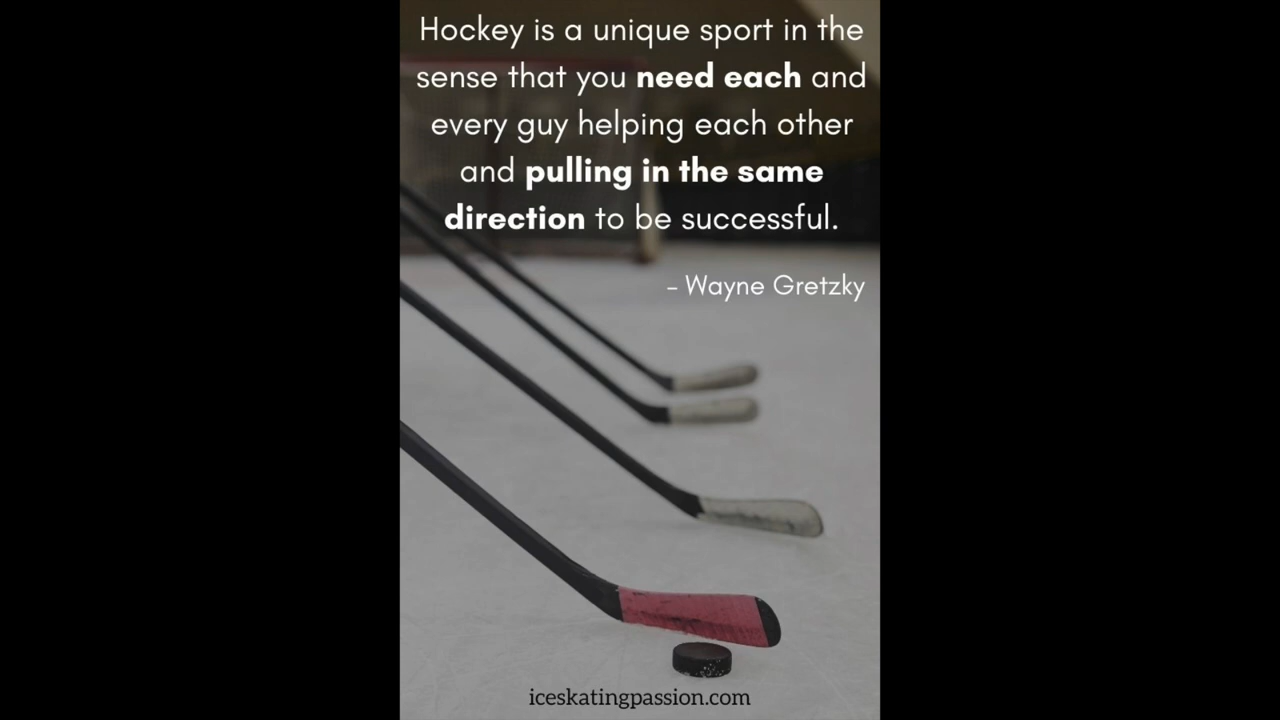 Hockey is a unique sport in the
sense that you need each and
every guy helping each other
and pulling in the same
direction to be successful.
– Wayne Gretzky
iceskatingpassion.com